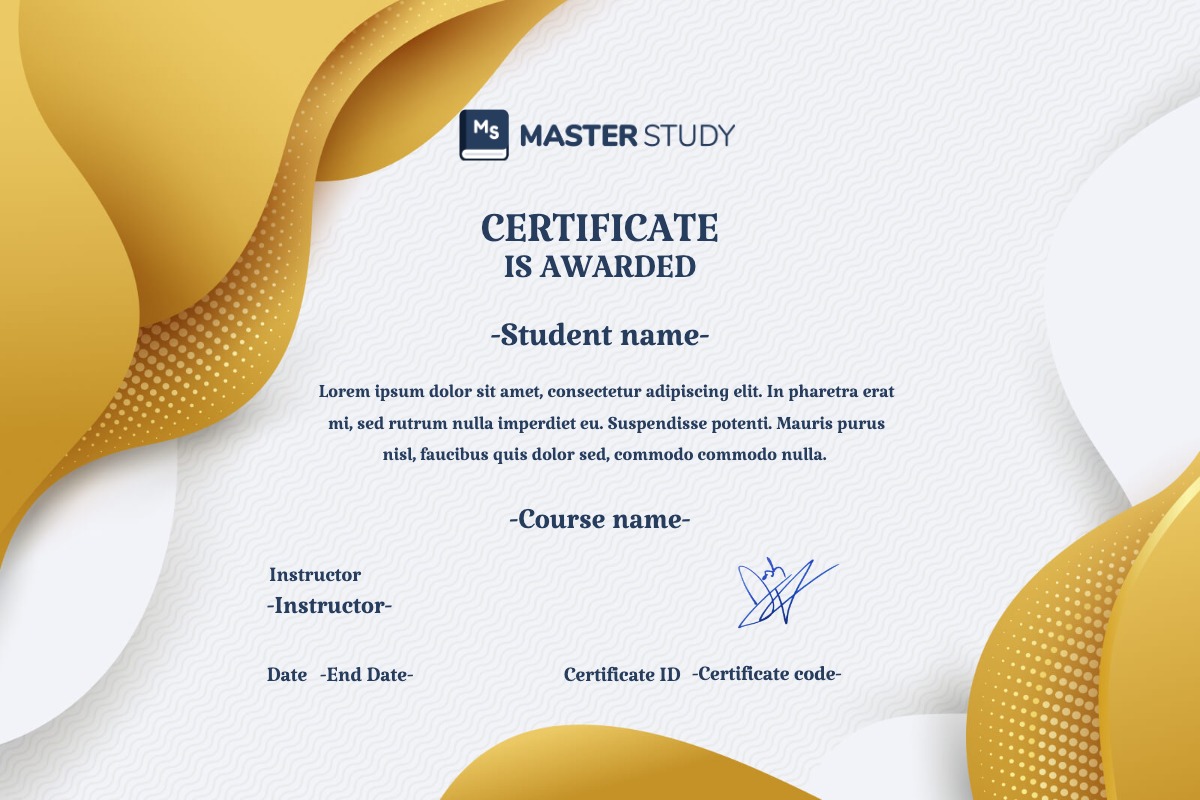 MS
MASTER STUDY
CERTIFICATE
IS AWARDED
-Student name-
Lorem ipsum dolor sit amet, consectetur adipiscing elit. In pharetra erat
mi, sed rutrum nulla imperdiet eu. Suspendisse potenti. Mauris purus
nisl, faucibus quis dolor sed, commodo commodo nulla.
-Course name-
Instructor
-Instructor-
Date -End Date-
Certificate ID -Certificate code-